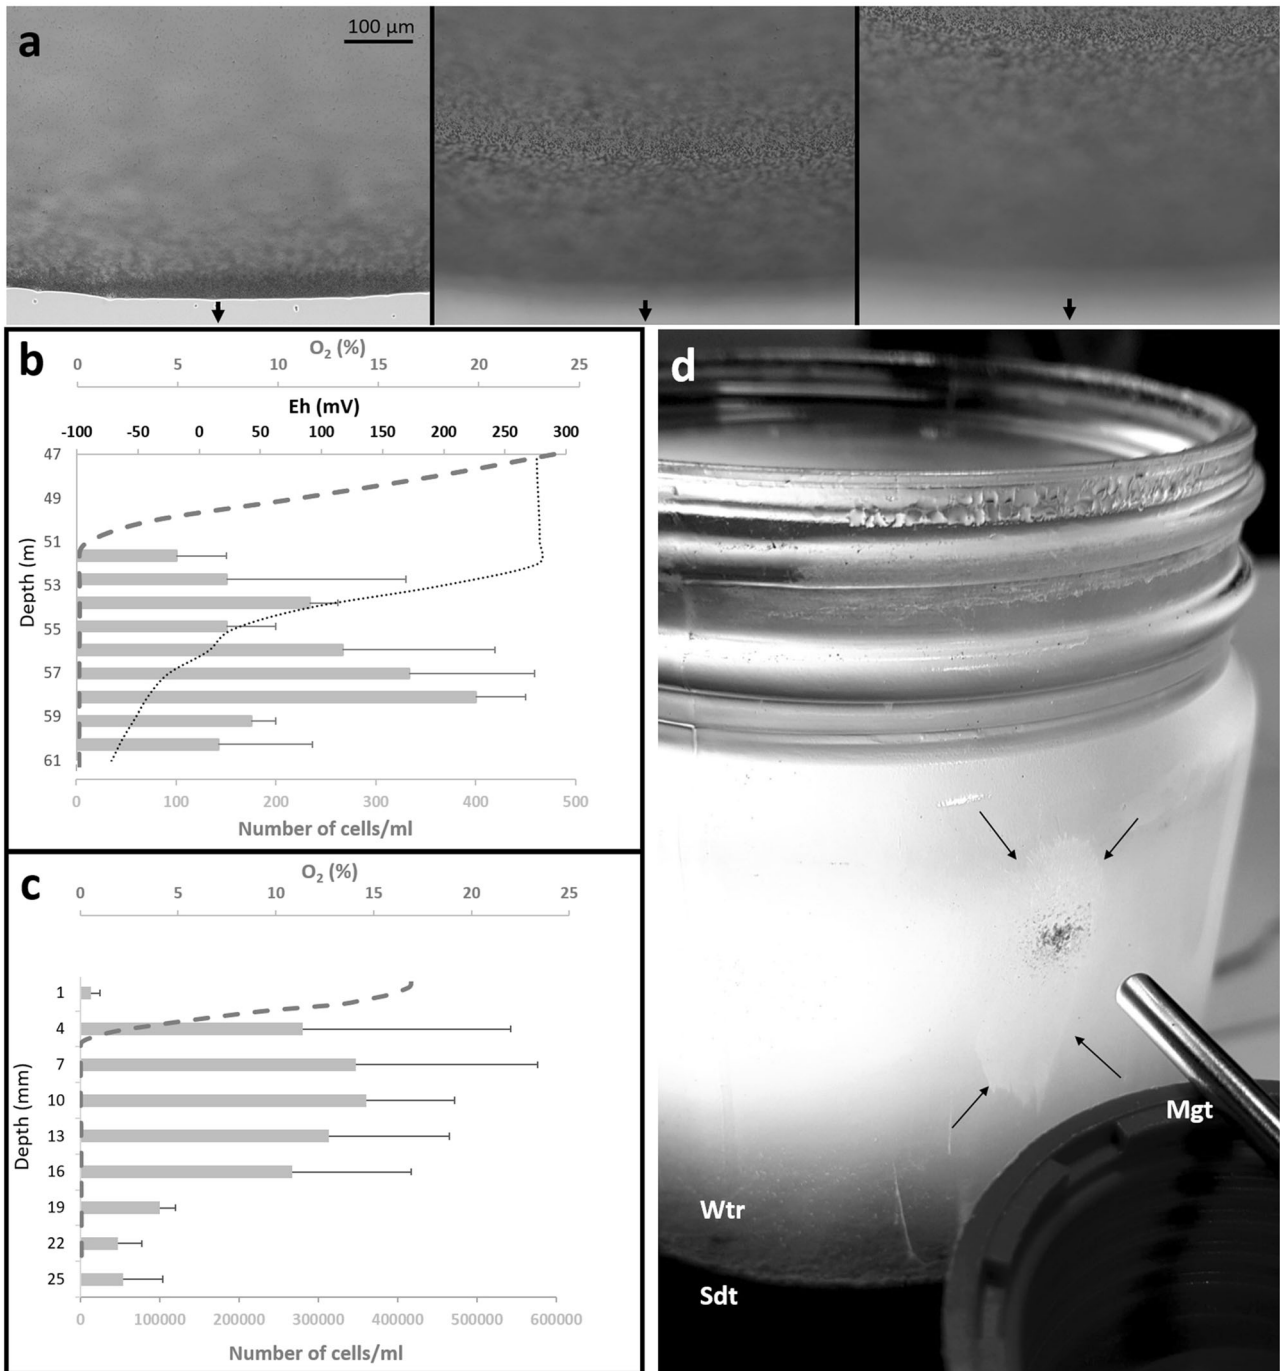 a
100 µm
b
O2 (%)
0 5 10 15 20 25
Eh (mV)
-100 -50 0 50 100 150 200 250 300
Depth (m)
47
49
51
53
55
57
59
61
0 100 200 300 400 500
Number of cells/ml
c
O2 (%)
0 5 10 15 20 25
Depth (mm)
1
4
7
10
13
16
19
22
25
0 100000 200000 300000 400000 500000 600000
Number of cells/ml
d
Mgt
Wtr
Sdt